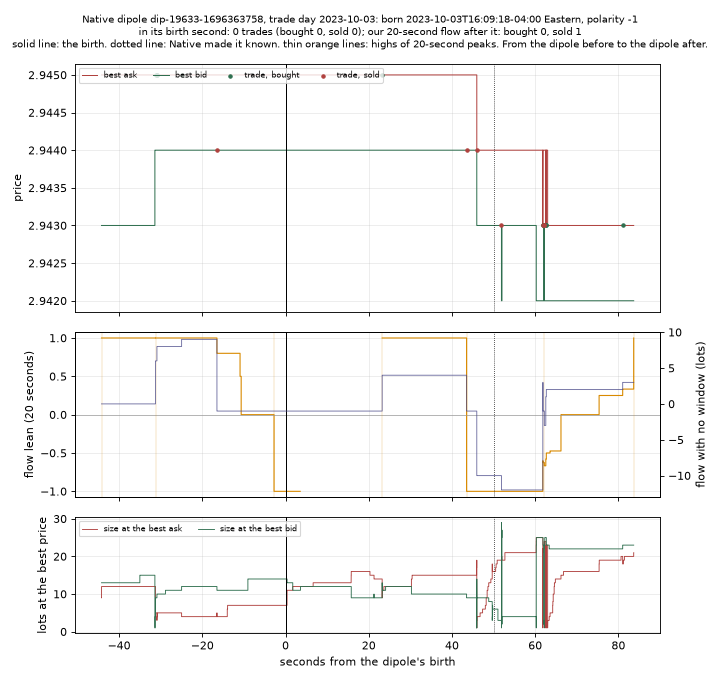 Native dipole dip-19633-1696363758, trade day 2023-10-03: born 2023-10-03T16:09:18-04:00 Eastern, polarity -1
in its birth second: 0 trades (bought 0, sold 0); our 20-second flow after it: bought 0, sold 1
solid line: the birth. dotted line: Native made it known. thin orange lines: highs of 20-second peaks. From the dipole before to the dipole after.
best ask best bid trade, bought trade, sold
2.9450
2.9445
2.9440
2.9435
2.9430
2.9425
2.9420
price
1.0
0.5
0.0
−0.5
−1.0
flow lean (20 seconds)
10
5
0
−5
−10
flow with no window (lots)
size at the best ask size at the best bid
30
20
10
0
lots at the best price
−40 −20 0 20 40 60 80
seconds from the dipole's birth